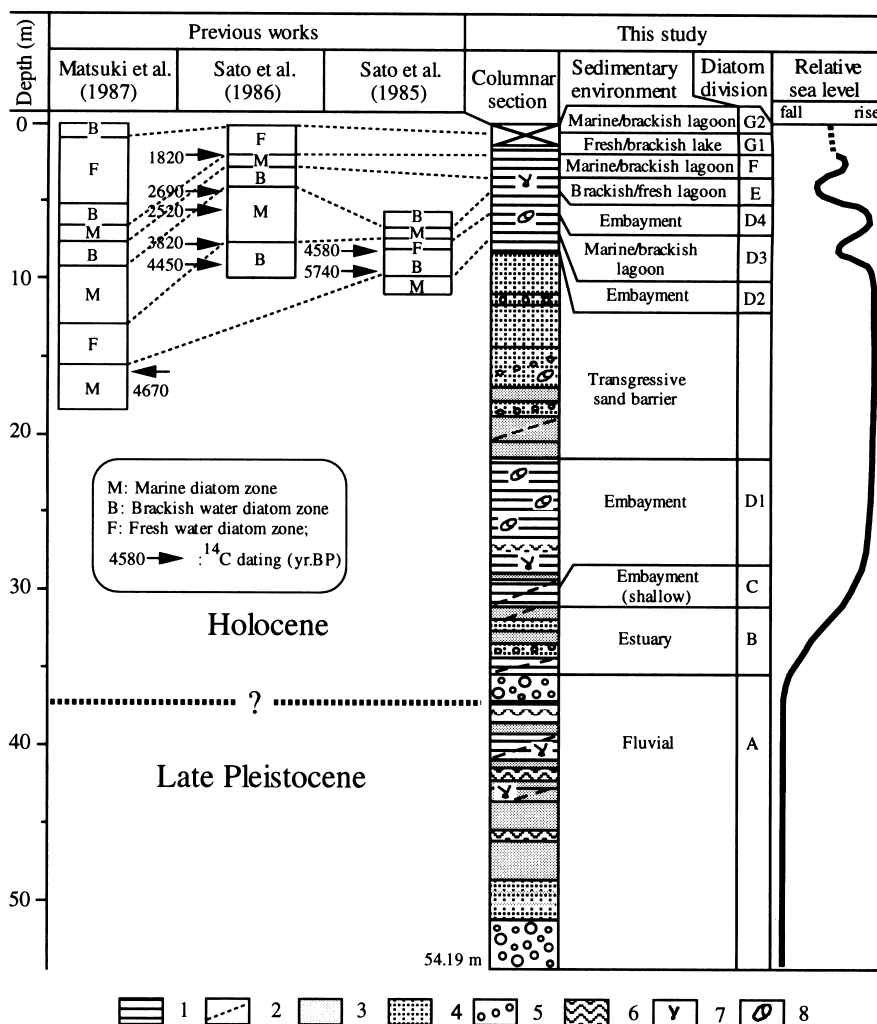 Depth (m)
Previous works
This study
Matsuki et al.
(1987)
Sato et al.
(1986)
Sato et al.
(1985)
Columnar
section
Sedimentary
environment
Diatom
division
Relative
sea level
fall rise
0
10
20
30
40
50
B
F
B
M
B
M
F
M
4670
F
M
B
M
B
1820
2690
2520
3820
4450
B
M
F
B
M
4580
5740
Marine/brackish lagoon G2
Fresh/brackish lake G1
Marine/brackish lagoon F
Brackish/fresh lagoon E
Embayment D4
Marine/brackish
lagoon D3
Embayment D2
Transgressive
sand barrier
Embayment D1
Embayment
(shallow) C
Estuary B
Fluvial A
M: Marine diatom zone
B: Brackish water diatom zone
F: Fresh water diatom zone;
4580 : 14C dating (yr.BP)
Holocene
?
Late Pleistocene
54.19 m
1 2 3 4 5 6 7 8